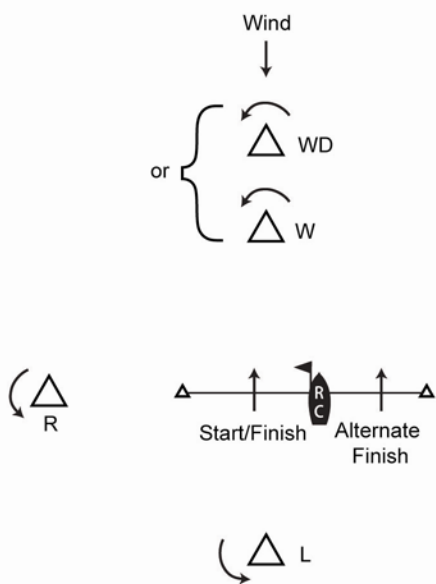 Wind
WD
or
W
R
R
C
Start/Finish
Alternate
Finish
L